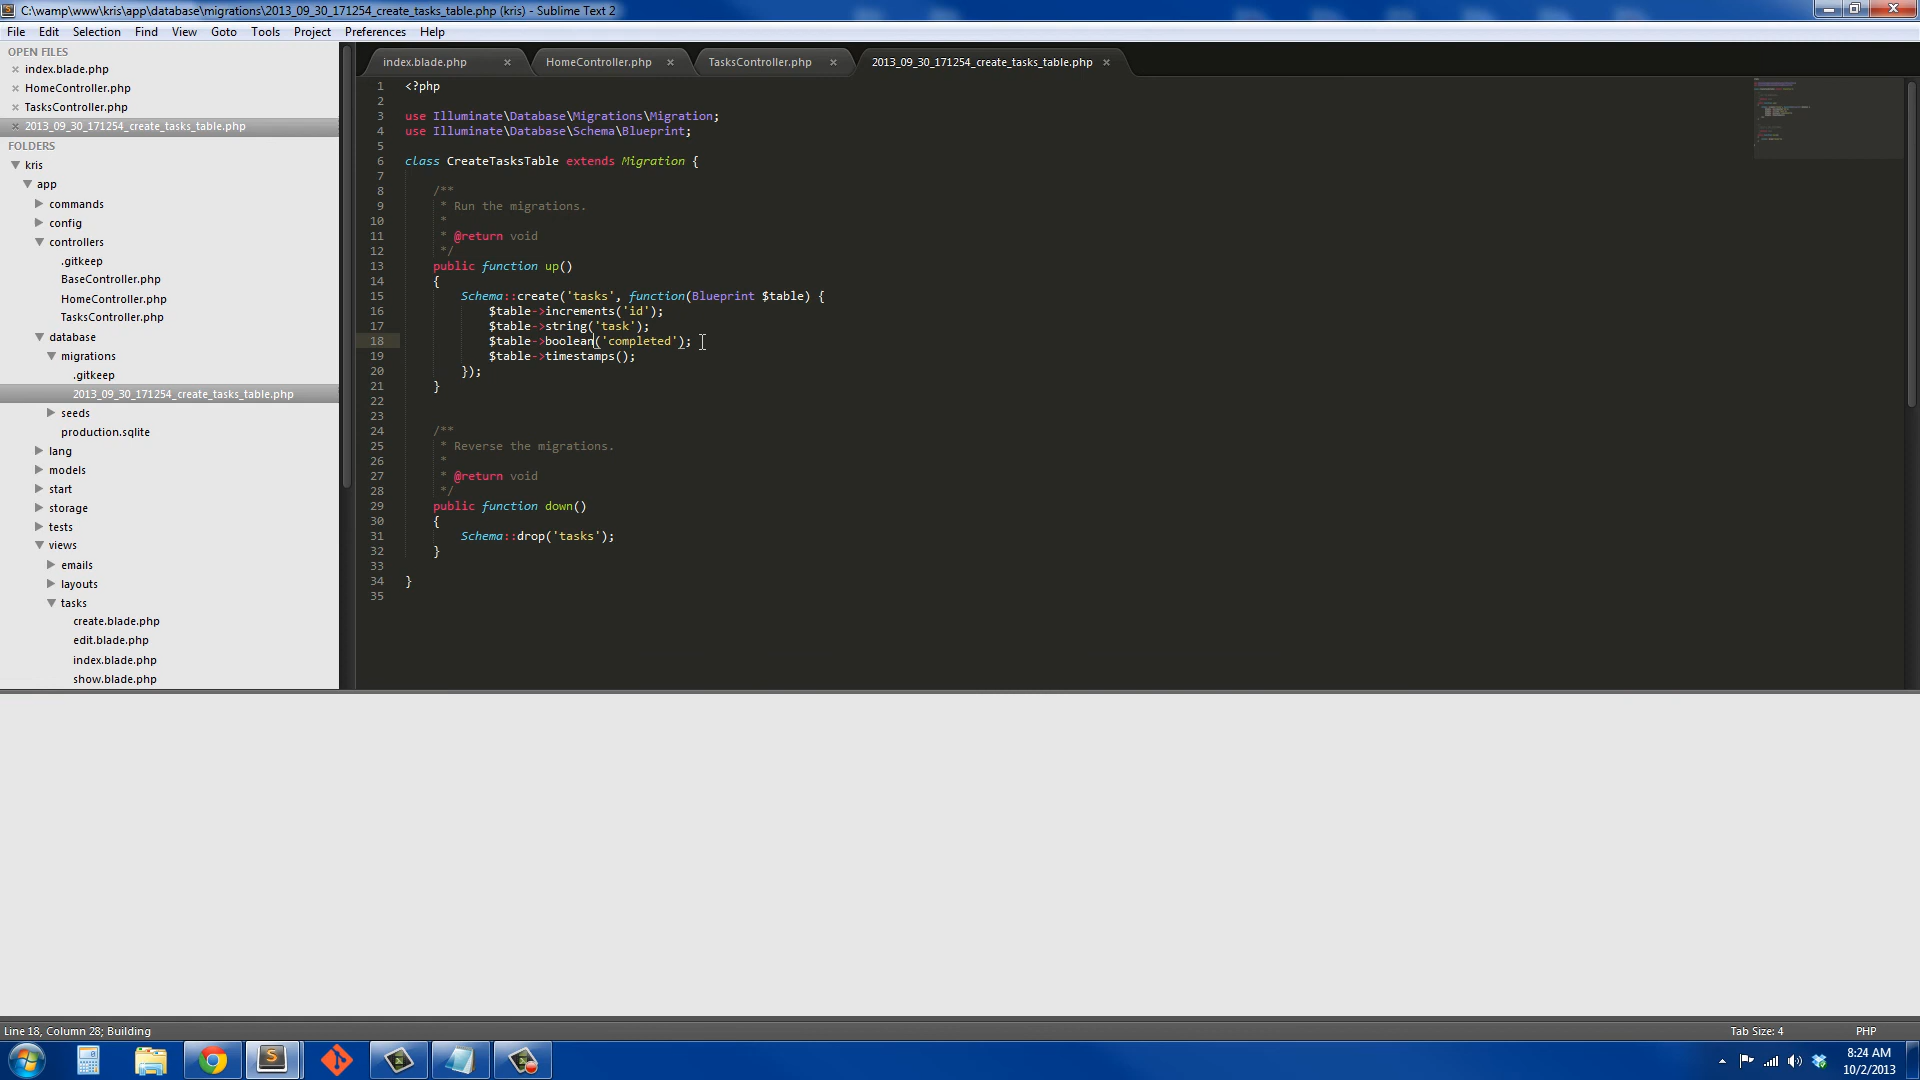 C:\wamp\www\kris\app\database\migrations\2013_09_30_171254_create_tasks_table.php (kris) - Sublime Text 2
File Edit Selection Find View Goto Tools Project Preferences Help
OPEN FILES
index.blade.php
HomeController.php
TasksController.php
2013_09_30_171254_create_tasks_table.php
FOLDERS
kris
app
commands
config
controllers
.gitkeep
BaseController.php
HomeController.php
TasksController.php
database
migrations
.gitkeep
2013_09_30_171254_create_tasks_table.php
seeds
production.sqlite
lang
models
start
storage
tests
views
emails
layouts
tasks
create.blade.php
edit.blade.php
index.blade.php
show.blade.php
index.blade.php HomeController.php TasksController.php 2013_09_30_171254_create_tasks_table.php
1 <?php
2
3 use Illuminate\Database\Migrations\Migration;
4 use Illuminate\Database\Schema\Blueprint;
5
6 class CreateTasksTable extends Migration {
7
8 /**
9 * Run the migrations.
10 *
11 * @return void
12 */
13 public function up()
14 {
15 Schema::create('tasks', function(Blueprint $table) {
16 $table->increments('id');
17 $table->string('task');
18 $table->boolean('completed');
19 $table->timestamps();
20 });
21 }
22
23
24 /**
25 * Reverse the migrations.
26 *
27 * @return void
28 */
29 public function down()
30 {
31 Schema::drop('tasks');
32 }
33
34 }
35
Line 18, Column 28; Building
Tab Size: 4 PHP
8:24 AM
10/2/2013